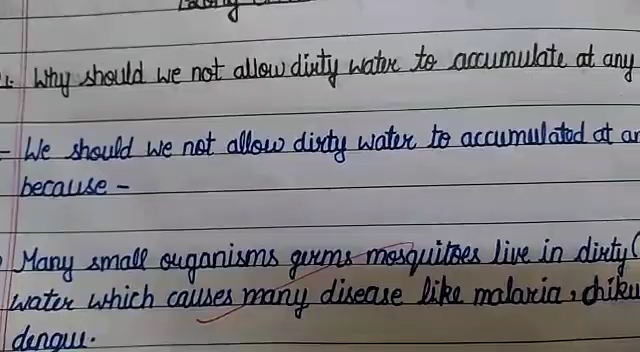 1. Why should we not allow dirty water to accumulate at any
- We should we not allow dirty water to accumulated at
because -
Many small ouganisms germs mosquitoes live in dirty
water which causes many disease like malaria, chiku
dengue.